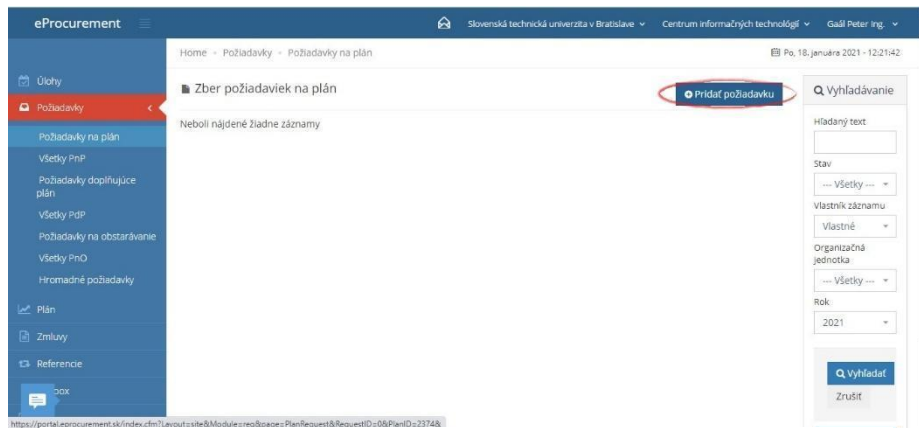 eProcurement
Slovenská technická univerzita v Bratislave
Centrum informačných technológií
Gaál Peter Ing.
Home
Požiadavky
Požiadavky na plán
Po, 18. januára 2021 - 12:21:42
Úlohy
Požiadavky
Požiadavky na plán
Všetky PnP
Požiadavky doplňujúce
plán
Všetky PdP
Požiadavky na obstarávanie
Všetky PnO
Hromadné požiadavky
Plán
Zmluvy
Referencie
box
Zber požiadaviek na plán
Pridať požiadavku
Neboli nájdené žiadne záznamy
Vyhľadávanie
Hľadaný text
Stav
--- Všetky ---
Vlastník záznamu
Vlastné
Organizačná
jednotka
--- Všetky ---
Rok
2021
Vyhľadať
Zrušiť
https://portal.eprocurement.sk/index.cfm?Layout=site&Module=req&page=PlanRequest&RequestID=0&PlanID=2374&